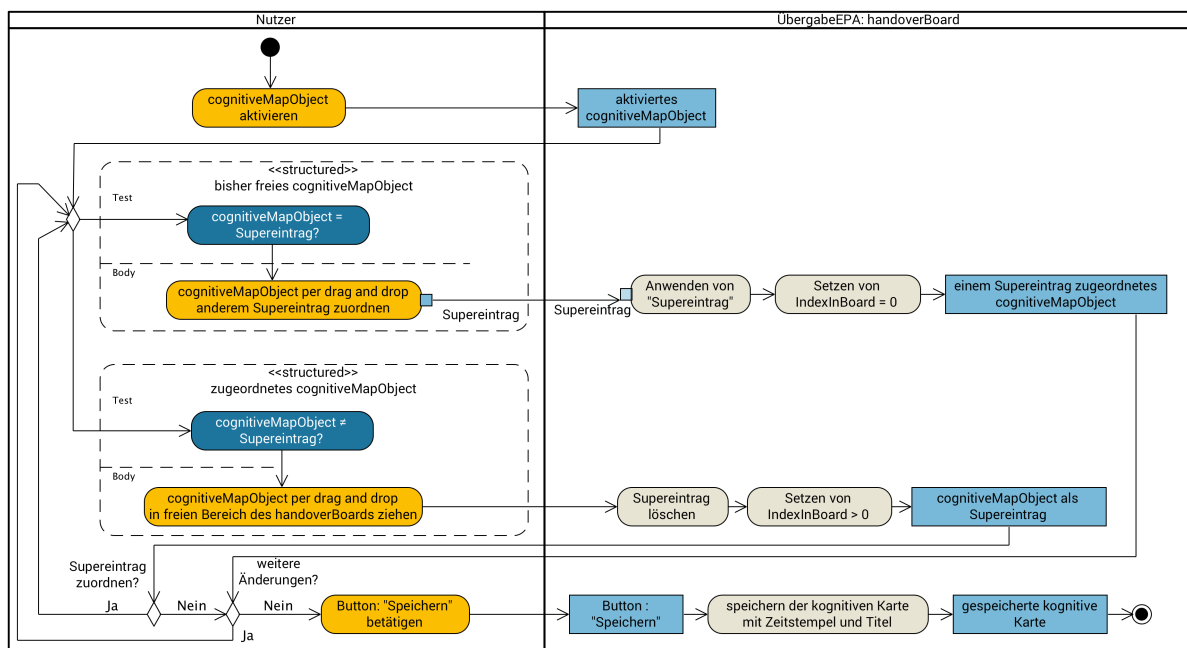 Nutzer
ÜbergabeEPA: handoverBoard
cognitiveMapObject
aktivieren
aktiviertes
cognitiveMapObject
<<structured>>
bisher freies cognitiveMapObject
Test
cognitiveMapObject =
Supereintrag?
Body
cognitiveMapObject per drag and drop
anderem Supereintrag zuordnen
Supereintrag
Supereintrag
Anwenden von
"Supereintrag"
Setzen von
IndexInBoard = 0
einem Supereintrag zugeordnetes
cognitiveMapObject
<<structured>>
zugeordnetes cognitiveMapObject
Test
cognitiveMapObject ≠
Supereintrag?
Body
cognitiveMapObject per drag and drop
in freien Bereich des handoverBoards ziehen
Supereintrag
löschen
Setzen von
IndexInBoard > 0
cognitiveMapObject als
Supereintrag
Supereintrag
zuordnen?
weitere
Änderungen?
Ja
Nein
Nein
Ja
Button: "Speichern"
betätigen
Button :
"Speichern"
speichern der kognitiven Karte
mit Zeitstempel und Titel
gespeicherte kognitive
Karte